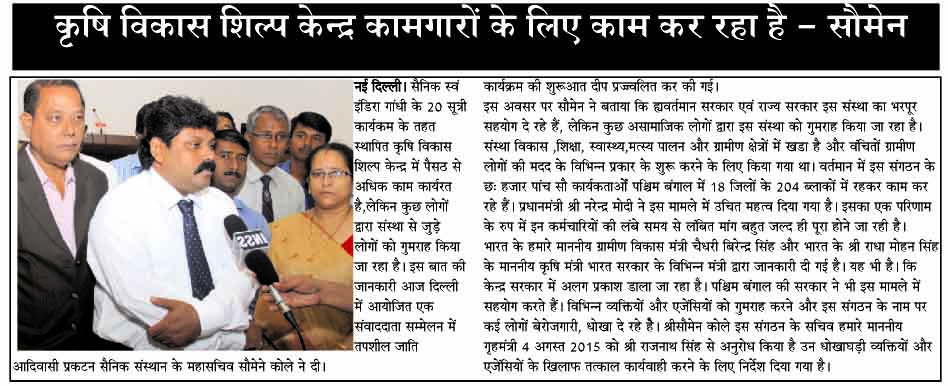 कृषि विकास शिल्प केन्द्र कामगारों के लिए काम कर रहा है – सौमेन
नई दिल्ली। सैनिक स्वं
इंडिरा गांधी के 20 सूत्री
कार्यकम के तहत
स्थापित कृषि विकास
शिल्प केन्द्र में पैसठ से
अधिक काम कार्यरत
है,लेकिन कुछ लोगों
द्वारा संस्था से जुड़े
लोगों को गुमराह किया
जा रहा है। इस बात की
जानकारी आज दिल्ली
में आयोजित एक
संवाददाता सम्मेलन में
तपशील जाति
आदिवासी प्रकटन सैनिक संस्थान के महासचिव सौमेने कोले ने दी।
कार्यक्रम की शुरूआत दीप प्रज्ज्वलित कर की गई।
इस अवसर पर सौमेन ने बताया कि ह्यवर्तमान सरकार एवं राज्य सरकार इस संस्था का भरपूर
सहयोग दे रहे हैं, लेकिन कुछ असामाजिक लोगों द्वारा इस संस्था को गुमराह किया जा रहा है।
संस्था विकास ,शिक्षा, स्वास्थ्य,मत्स्य पालन और ग्रामीण क्षेत्रों में खडा है और वंचितों ग्रामीण
लोगों की मदद के विभिन्न प्रकार के शुरू करने के लिए किया गया था। वर्तमान में इस संगठन के
छः हजार पांच सौ कार्यकताओं पश्चिम बंगाल में 18 जिलों के 204 ब्लाकों में रहकर काम कर
रहे हैं। प्रधानमंत्री श्री नरेन्द्र मोदी ने इस मामले में उचित महत्व दिया गया है। इसका एक परिणाम
के रुप में इन कर्मचारियों की लंबे समय से लंबित मांग बहुत जल्द ही पूरा होने जा रही है।
भारत के हमारे माननीय ग्रामीण विकास मंत्री चैधरी बिरेन्द्र सिंह और भारत के श्री राधा मोहन सिंह
के माननीय कृषि मंत्री भारत सरकार के विभिन्न मंत्री द्वारा जानकारी दी गई है। यह भी है। कि
केन्द्र सरकार में अलग प्रकाश डाला जा रहा है। पश्चिम बंगाल की सरकार ने भी इस मामले में
सहयोग करते हैं। विभिन्न व्यक्तियों और एजेंसियों को गुमराह करने और इस संगठन के नाम पर
कई लोगों बेरोजगारी, धोखा दे रहे हैै। श्रीसौमेन कोले इस संगठन के सचिव हमारे माननीय
गृहमंत्री 4 अगस्त 2015 को श्री राजनाथ सिंह से अनुरोध किया है उन धोखाघड़ी व्यक्तियों और
एजेंसियों के खिलाफ तत्काल कार्यवाही करने के लिए निर्देश दिया गया है।
INSS